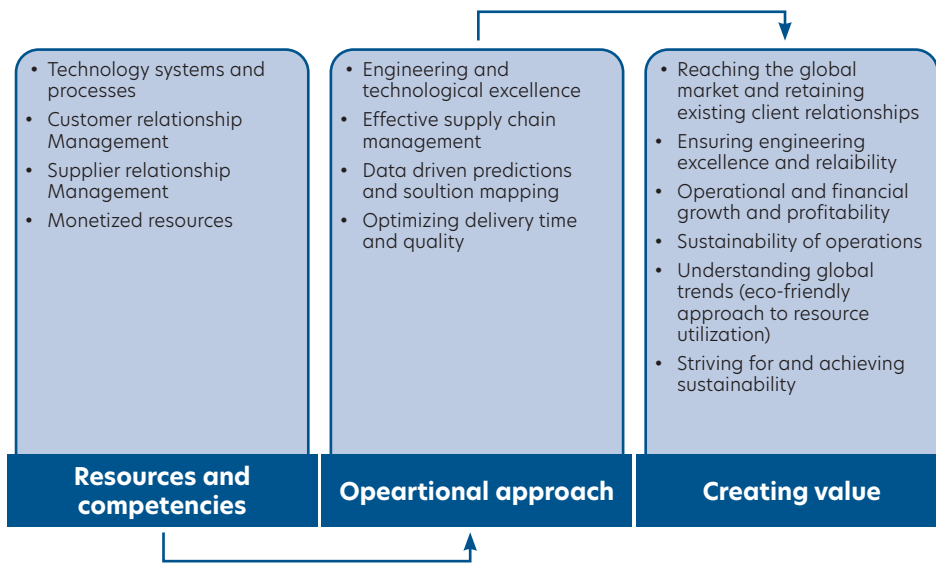 • Technology systems and
processes
• Customer relationship
Management
• Supplier relationship
Management
• Monetized resources
Resources and
competencies
• Engineering and
technological excellence
• Effective supply chain
management
• Data driven predictions
and soultion mapping
• Optimizing delivery time
and quality
Opeartional approach
• Reaching the global
market and retaining
existing client relationships
• Ensuring engineering
excellence and relaibility
• Operational and financial
growth and profitability
• Sustainability of operations
• Understanding global
trends (eco-friendly
approach to resource
utilization)
• Striving for and achieving
sustainability
Creating value